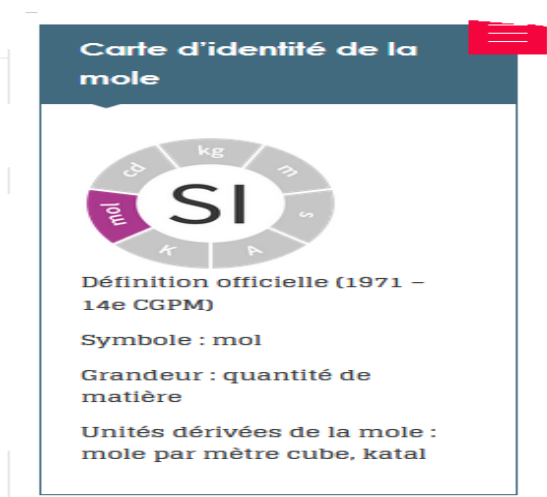 Carte d'identité de la
mole
kg
m
s
A
K
mol
cd
SI
Définition officielle (1971 –
14e CGPM)
Symbole : mol
Grandeur : quantité de
matière
Unités dérivées de la mole :
mole par mètre cube, katal